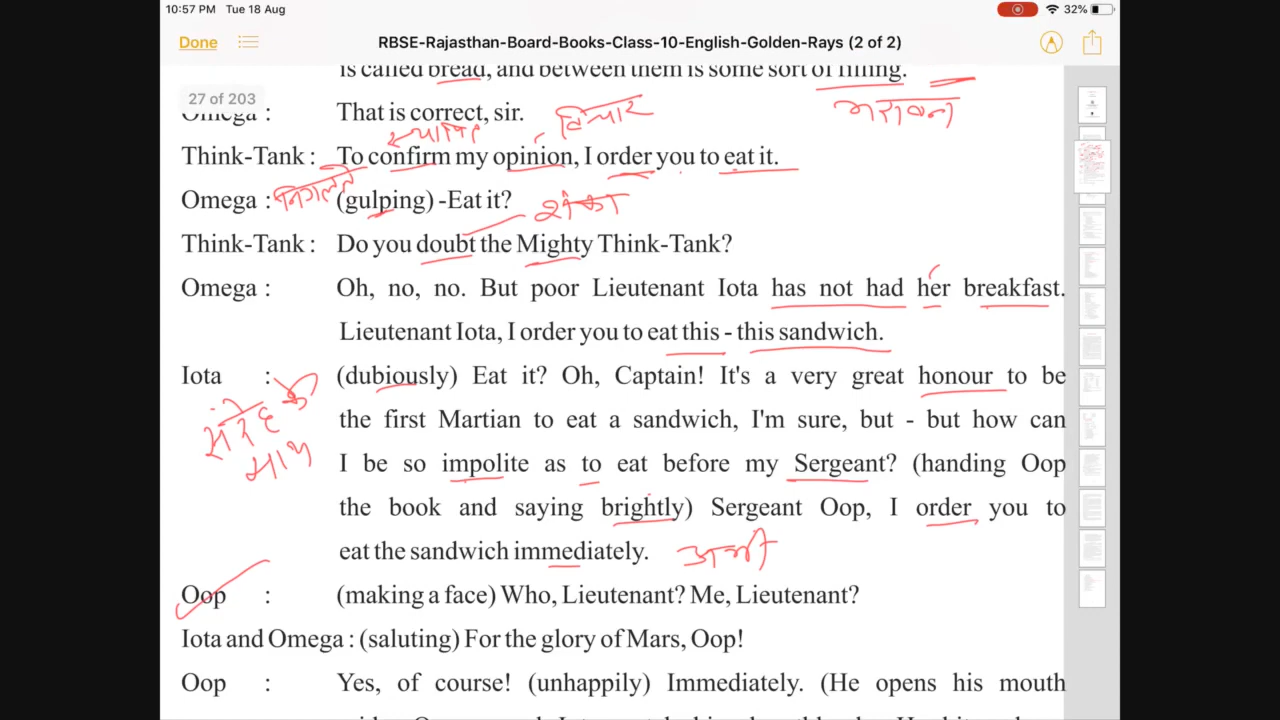 10:57 PM Tue 18 Aug 32%
Done RBSE-Rajasthan-Board-Books-Class-10-English-Golden-Rays (2 of 2)
is called bread, and between them is some sort of filling.
27 of 203
Omega : That is correct, sir. विचार भरावन
Think-Tank : To confirm my opinion, I order you to eat it.
Omega : निगलते (gulping) -Eat it? शंका
Think-Tank : Do you doubt the Mighty Think-Tank?
Omega : Oh, no, no. But poor Lieutenant Iota has not had her breakfast.
Lieutenant Iota, I order you to eat this - this sandwich.
Iota : (dubiously) Eat it? Oh, Captain! It's a very great honour to be
the first Martian to eat a sandwich, I'm sure, but - but how can
I be so impolite as to eat before my Sergeant? (handing Oop
the book and saying brightly) Sergeant Oop, I order you to
eat the sandwich immediately. अभी
Oop : (making a face) Who, Lieutenant? Me, Lieutenant?
Iota and Omega : (saluting) For the glory of Mars, Oop!
Oop : Yes, of course! (unhappily) Immediately. (He opens his mouth